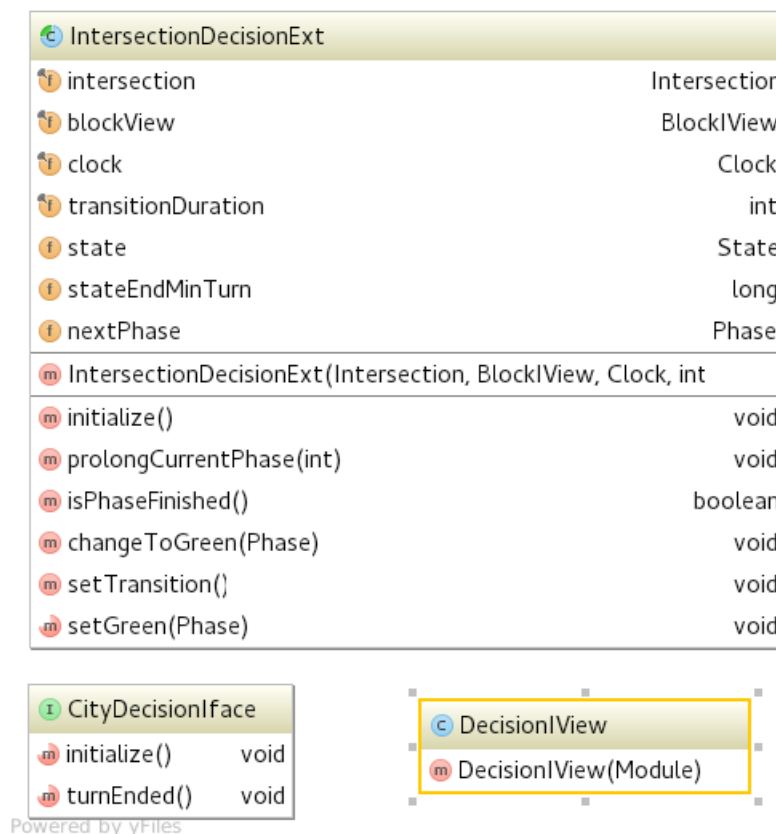 IntersectionDecisionExt
intersection Intersection
blockView BlockIView
clock Clock
transitionDuration int
state State
stateEndMinTurn long
nextPhase Phase
IntersectionDecisionExt(Intersection, BlockIView, Clock, int
initialize() void
prolongCurrentPhase(int) void
isPhaseFinished() boolean
changeToGreen(Phase) void
setTransition() void
setGreen(Phase) void
CityDecisionIface
initialize() void
turnEnded() void
DecisionIView
DecisionIView(Module)
Powered by yFiles